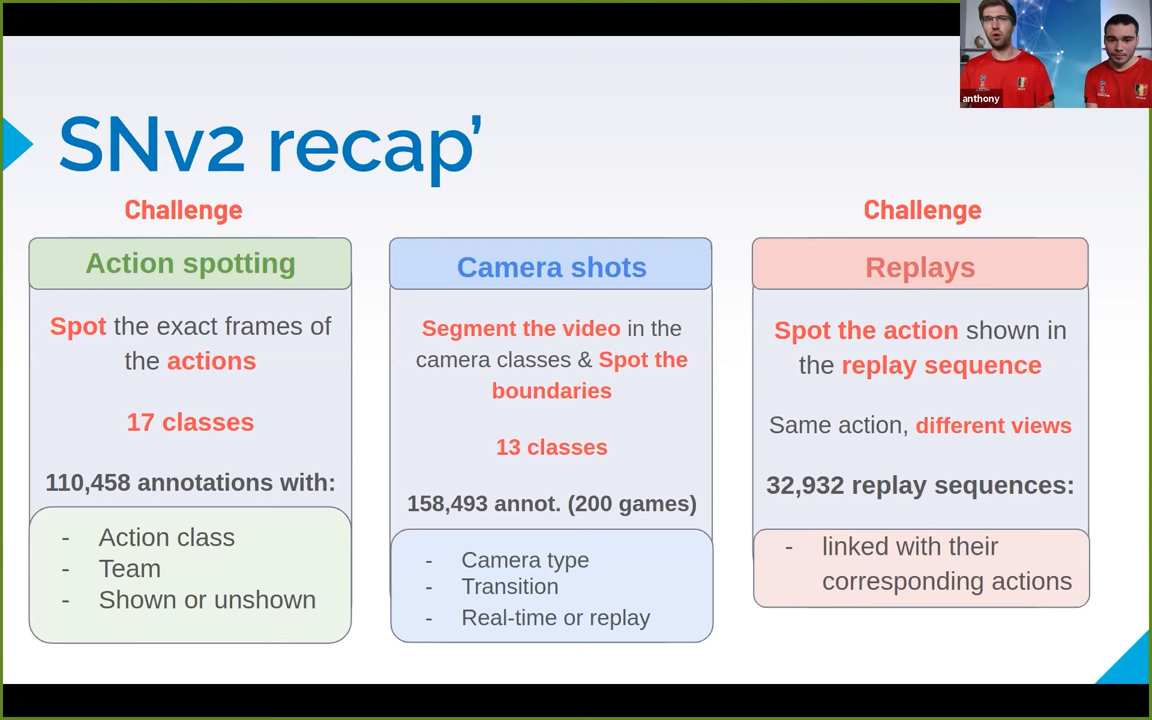 anthony
SNv2 recap’
Challenge
Action spotting
Spot the exact frames of
the actions
17 classes
110,458 annotations with:
- Action class
- Team
- Shown or unshown
Camera shots
Segment the video in the
camera classes & Spot the
boundaries
13 classes
158,493 annot. (200 games)
- Camera type
- Transition
- Real-time or replay
Challenge
Replays
Spot the action shown in
the replay sequence
Same action, different views
32,932 replay sequences:
- linked with their
corresponding actions